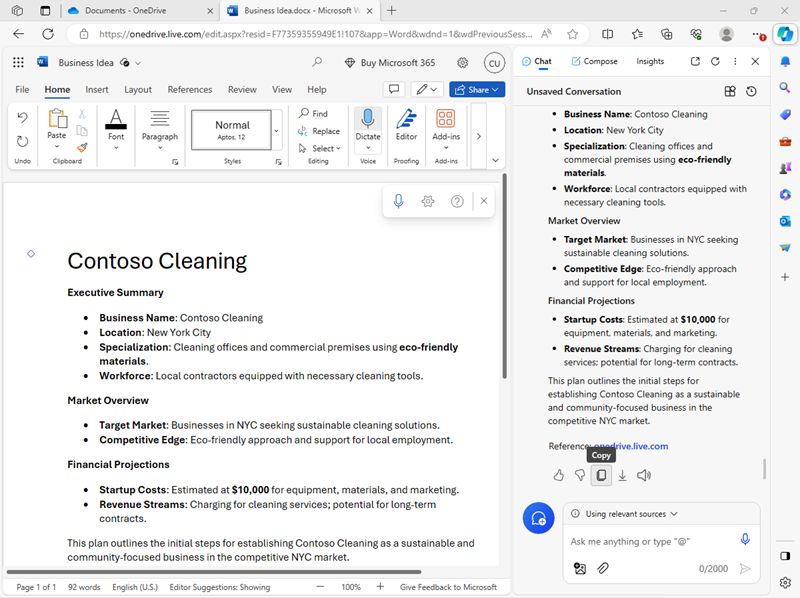 Documents - OneDrive
Business Idea.docx - Microsoft W
https://onedrive.live.com/edit.aspx?resid=F77359355949E1!107&app=Word&wdnd=1&wdPreviousSess...
Business Idea
Buy Microsoft 365
CU
File Home Insert Layout References Review View Help
Share
Paste
Font
Paragraph
Normal
Aptos, 12
Find
Replace
Select
Dictate
Editor
Add-ins
Undo
Clipboard
Styles
Editing
Voice
Proofing
Add-ins
Contoso Cleaning
Executive Summary
Business Name: Contoso Cleaning
Location: New York City
Specialization: Cleaning offices and commercial premises using eco-friendly
materials.
Workforce: Local contractors equipped with necessary cleaning tools.
Market Overview
Target Market: Businesses in NYC seeking sustainable cleaning solutions.
Competitive Edge: Eco-friendly approach and support for local employment.
Financial Projections
Startup Costs: Estimated at $10,000 for equipment, materials, and marketing.
Revenue Streams: Charging for cleaning services; potential for long-term
contracts.
This plan outlines the initial steps for establishing Contoso Cleaning as a sustainable and
community-focused business in the competitive NYC market.
Page 1 of 1 92 words English (U.S.) Editor Suggestions: Showing 100% Give Feedback to Microsoft
Chat Compose Insights
Unsaved Conversation
Business Name: Contoso Cleaning
Location: New York City
Specialization: Cleaning offices and
commercial premises using eco-friendly
materials.
Workforce: Local contractors equipped with
necessary cleaning tools.
Market Overview
Target Market: Businesses in NYC seeking
sustainable cleaning solutions.
Competitive Edge: Eco-friendly approach
and support for local employment.
Financial Projections
Startup Costs: Estimated at $10,000 for
equipment, materials, and marketing.
Revenue Streams: Charging for cleaning
services; potential for long-term contracts.
This plan outlines the initial steps for
establishing Contoso Cleaning as a sustainable
and community-focused business in the
competitive NYC market.
Reference: onedrive.live.com
Copy
Using relevant sources
Ask me anything or type "@"
0/2000